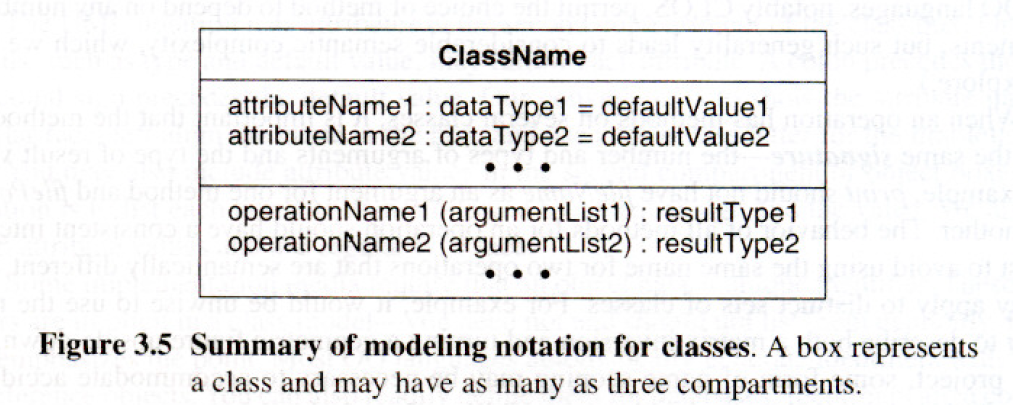 ClassName
attributeName1 : dataType1 = defaultValue1
attributeName2 : dataType2 = defaultValue2
• • •
operationName1 (argumentList1) : resultType1
operationName2 (argumentList2) : resultType2
• • •
Figure 3.5 Summary of modeling notation for classes. A box represents
a class and may have as many as three compartments.